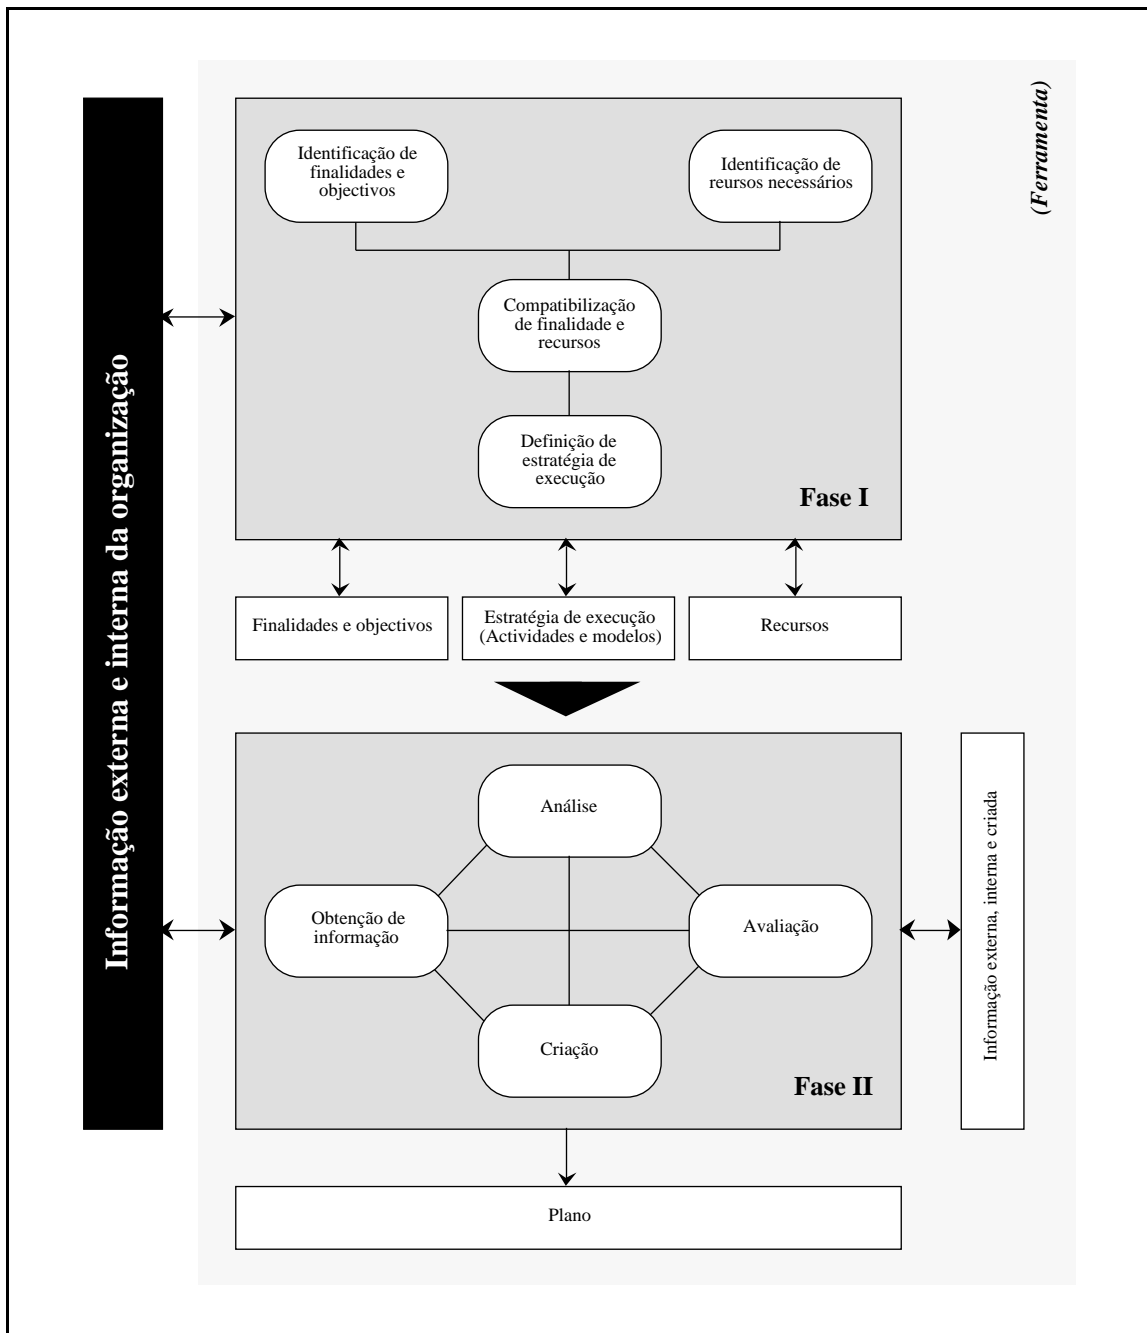 (Ferramenta)
Informação externa e interna da organização
Identificação de
finalidades e
objectivos
Identificação de
reursos necessários
Compatibilização
de finalidade e
recursos
Definição de
estratégia de
execução
Fase I
Finalidades e objectivos
Estratégia de execução
(Actividades e modelos)
Recursos
Análise
Obtenção de
informação
Avaliação
Criação
Fase II
Informação externa, interna e criada
Plano